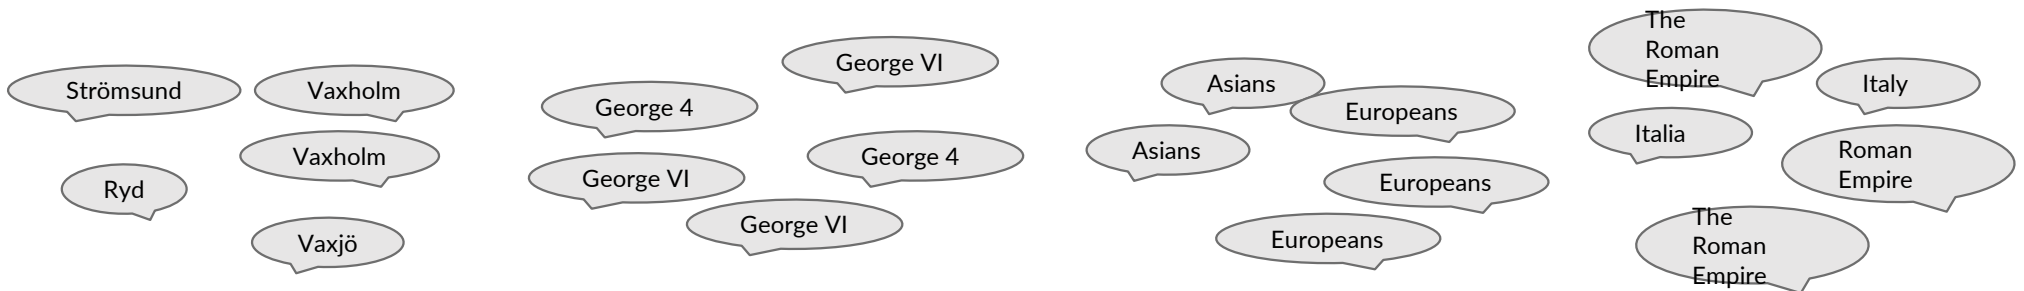 Strömsund
Vaxholm
Vaxholm
Ryd
Vaxjö
George VI
George 4
George 4
George VI
George VI
Asians
Europeans
Asians
Europeans
Europeans
The
Roman
Empire
Italy
Italia
Roman
Empire
The
Roman
Empire